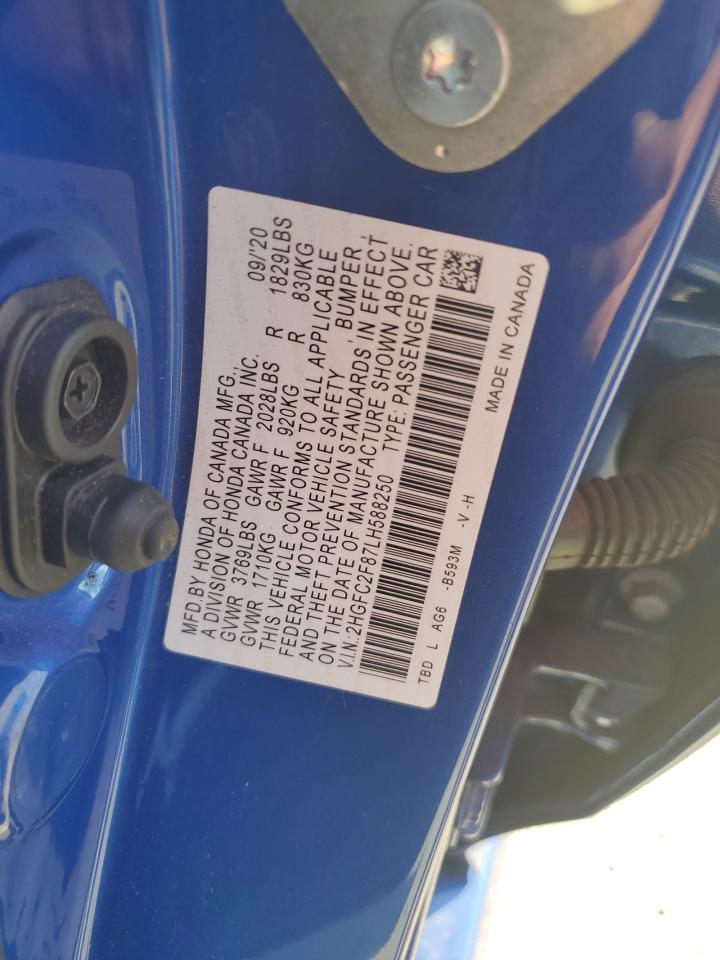 MFD.BY HONDA OF CANADA MFG.,
A DIVISION OF HONDA CANADA INC. 09/'20
GVWR 3769LBS GAWR F 2028LBS R 1829LBS
GVWR 1710KG GAWR F 920KG R 830KG
THIS VEHICLE CONFORMS TO ALL APPLICABLE
FEDERAL MOTOR VEHICLE SAFETY , BUMPER ,
AND THEFT PREVENTION STANDARDS IN EFFECT
ON THE DATE OF MANUFACTURE SHOWN ABOVE.
V.I.N.:2HGFC2F87LH588250 TYPE: PASSENGER CAR
TBD L AG6 -B593M -V -H MADE IN CANADA